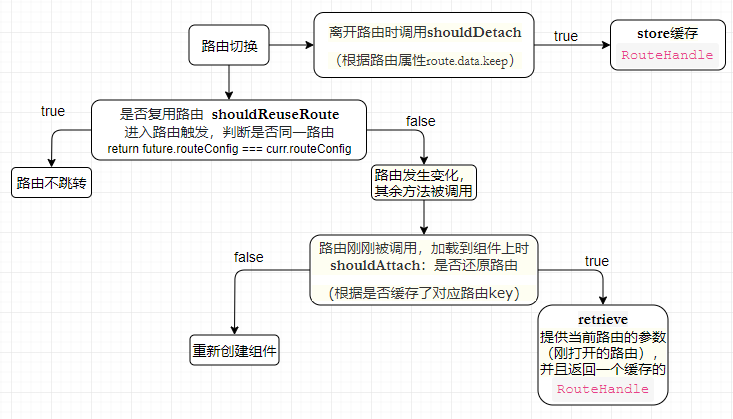 路由切换
离开路由时调用shouldDetach
（根据路由属性route.data.keep）
true
store缓存
RouteHandle
true
是否复用路由 shouldReuseRoute
进入路由触发，判断是否同一路由
return future.routeConfig === curr.routeConfig
false
路由不跳转
路由发生变化，
其余方法被调用
false
路由刚刚被调用，加载到组件上时
shouldAttach：是否还原路由
（根据是否缓存了对应路由key）
true
重新创建组件
retrieve
提供当前路由的参数
（刚打开的路由），
并且返回一个缓存的
RouteHandle